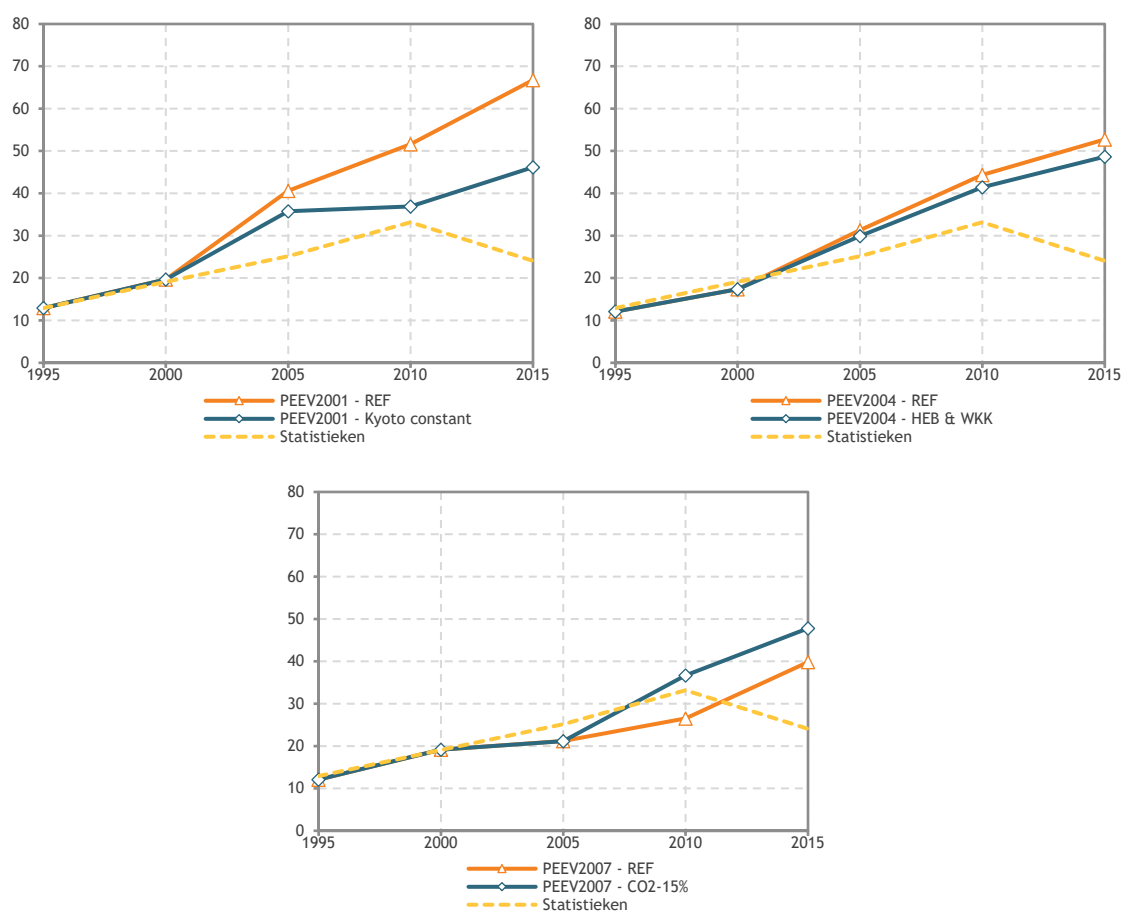 80
70
60
50
40
30
20
10
0
1995 2000 2005 2010 2015
PEEV2001 - REF
PEEV2001 - Kyoto constant
Statistieken
80
70
60
50
40
30
20
10
0
1995 2000 2005 2010 2015
PEEV2004 - REF
PEEV2004 - HEB & WKK
Statistieken
80
70
60
50
40
30
20
10
0
1995 2000 2005 2010 2015
PEEV2007 - REF
PEEV2007 - CO2-15%
Statistieken